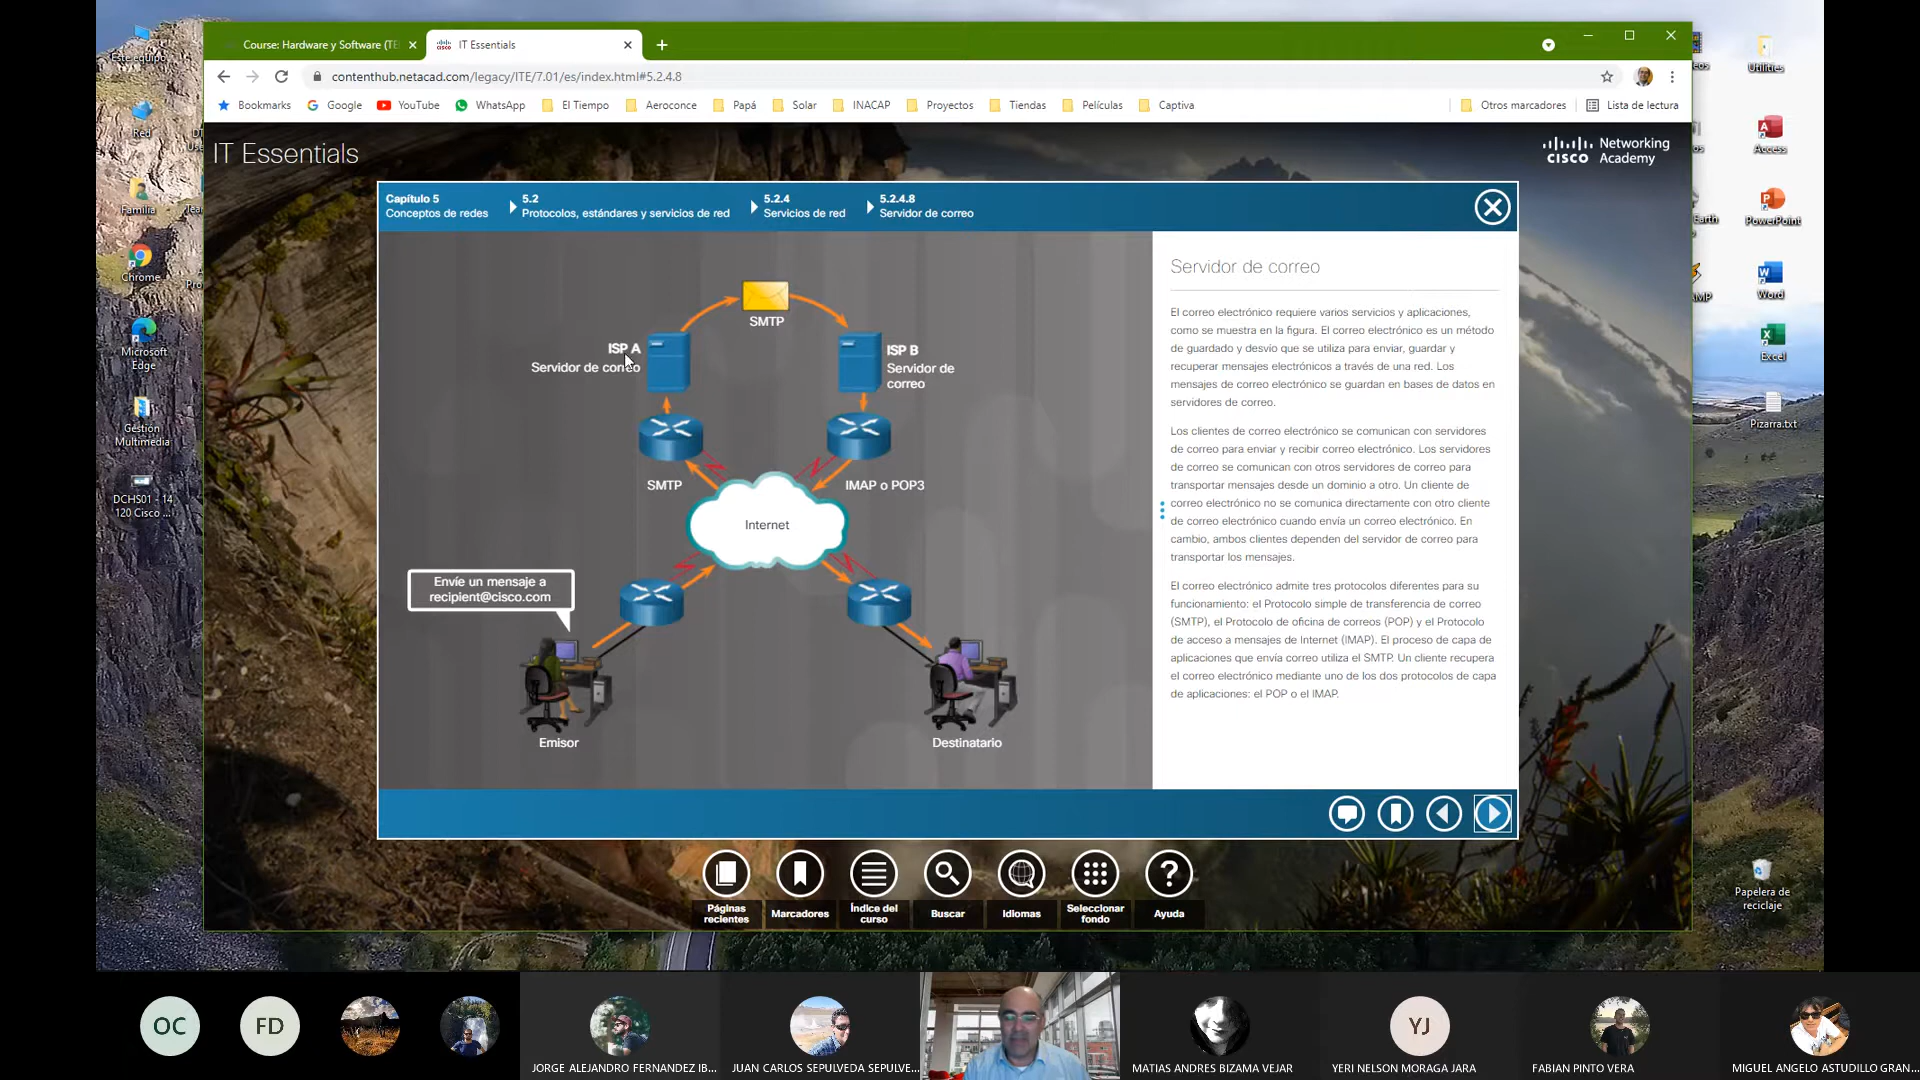 Course: Hardware y Software (TE
IT Essentials
contenthub.netacad.com/legacy/ITE/7.01/es/index.html#5.2.4.8
Bookmarks
Google
YouTube
WhatsApp
El Tiempo
Aeroconce
Papá
Solar
INACAP
Proyectos
Tiendas
Películas
Captiva
Otros marcadores
Lista de lectura
IT Essentials
CISCO
Networking
Academy
Capítulo 5
Conceptos de redes
5.2
Protocolos, estándares y servicios de red
5.2.4
Servicios de red
5.2.4.8
Servidor de correo
SMTP
ISP A
Servidor de correo
ISP B
Servidor de
correo
SMTP
IMAP o POP3
Internet
Envíe un mensaje a
recipient@cisco.com
Emisor
Destinatario
Servidor de correo
El correo electrónico requiere varios servicios y aplicaciones,
como se muestra en la figura. El correo electrónico es un método
de guardado y desvío que se utiliza para enviar, guardar y
recuperar mensajes electrónicos a través de una red. Los
mensajes de correo electrónico se guardan en bases de datos en
servidores de correo.
Los clientes de correo electrónico se comunican con servidores
de correo para enviar y recibir correo electrónico. Los servidores
de correo se comunican con otros servidores de correo para
transportar mensajes desde un dominio a otro. Un cliente de
correo electrónico no se comunica directamente con otro cliente
de correo electrónico cuando envía un correo electrónico. En
cambio, ambos clientes dependen del servidor de correo para
transportar los mensajes.
El correo electrónico admite tres protocolos diferentes para su
funcionamiento: el Protocolo simple de transferencia de correo
(SMTP), el Protocolo de oficina de correos (POP) y el Protocolo
de acceso a mensajes de Internet (IMAP). El proceso de capa de
aplicaciones que envía correo utiliza el SMTP. Un cliente recupera
el correo electrónico mediante uno de los dos protocolos de capa
de aplicaciones: el POP o el IMAP.
Páginas
recientes
Marcadores
Índice del
curso
Buscar
Idiomas
Seleccionar
fondo
Ayuda
Este equipo
Red
Familia
Chrome
Microsoft
Edge
Gestión
Multimedia
DCHS01 - 14
120 Cisco ...
Utilities
Access
PowerPoint
Word
Excel
Pizarra.txt
Papelera de
reciclaje
OC
FD
JORGE ALEJANDRO FERNANDEZ IB...
JUAN CARLOS SEPULVEDA SEPULVE...
MATIAS ANDRES BIZAMA VEJAR
YJ
YERI NELSON MORAGA JARA
FABIAN PINTO VERA
MIGUEL ANGELO ASTUDILLO GRAN...